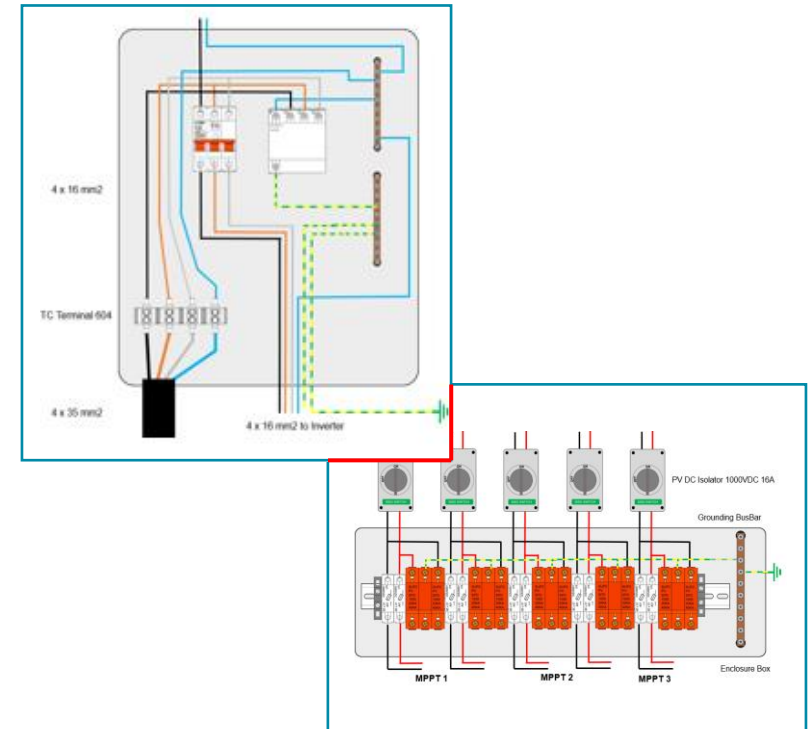 4 x 16 mm2
TC Terminal 604
4 x 35 mm2
4 x 16 mm2 to Inverter
PV DC Isolator 1000VDC 16A
Grounding BusBar
Enclosure Box
MPPT 1
MPPT 2
MPPT 3